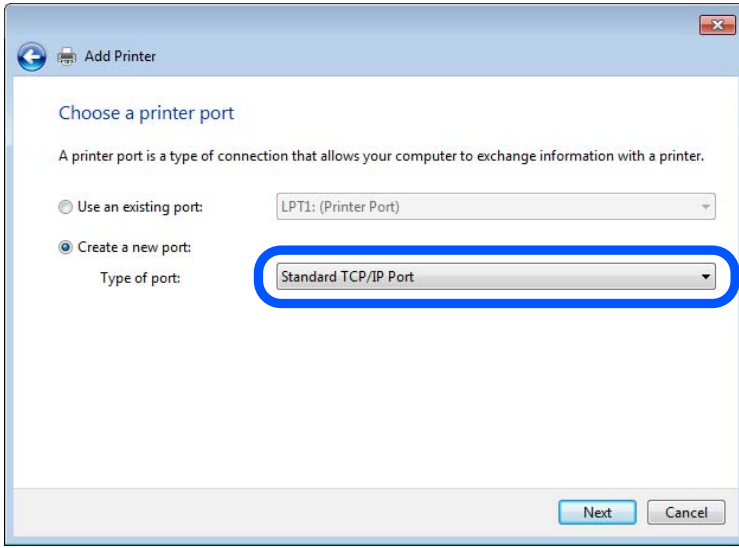 Add Printer
Choose a printer port
A printer port is a type of connection that allows your computer to exchange information with a printer.
Use an existing port: LPT1: (Printer Port)
Create a new port:
Type of port: Standard TCP/IP Port
Next Cancel